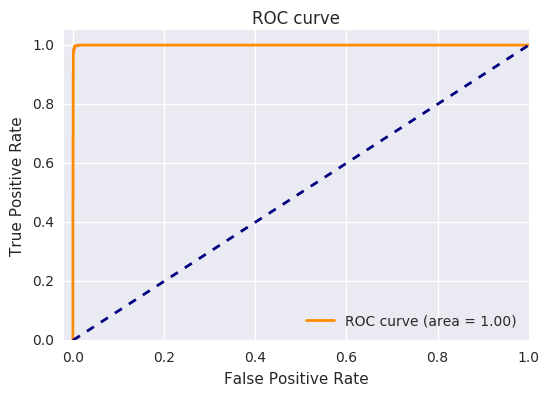 ROC curve
1.0
0.8
0.6
0.4
0.2
0.0
True Positive Rate
ROC curve (area = 1.00)
0.0 0.2 0.4 0.6 0.8 1.0
False Positive Rate